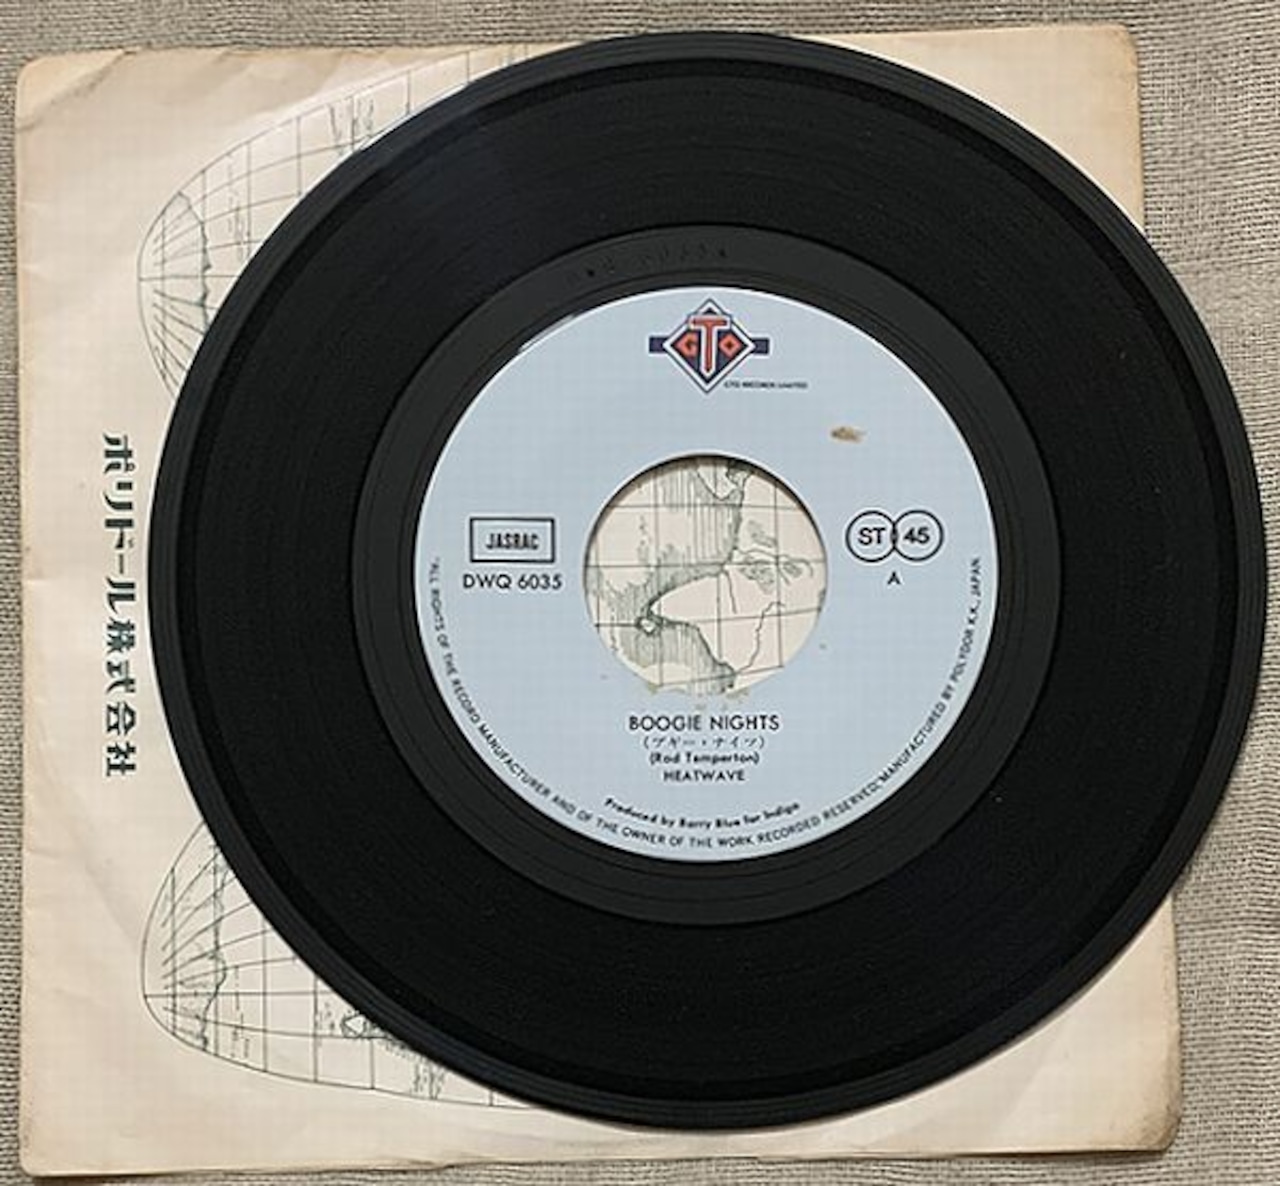 ポリドール株式会社
GTO
GTO RECORDS LIMITED
JASRAC
DWQ 6035
ST 45
A
BOOGIE NIGHTS
(ブギー・ナイツ)
(Rod Temperton)
HEATWAVE
Produced by Barry Blue for Indigo
"ALL RIGHTS OF THE RECORD MANUFACTURER AND OF THE OWNER OF THE WORK RECORDED RESERVED" MANUFACTURED BY POLYDOR K.K., JAPAN